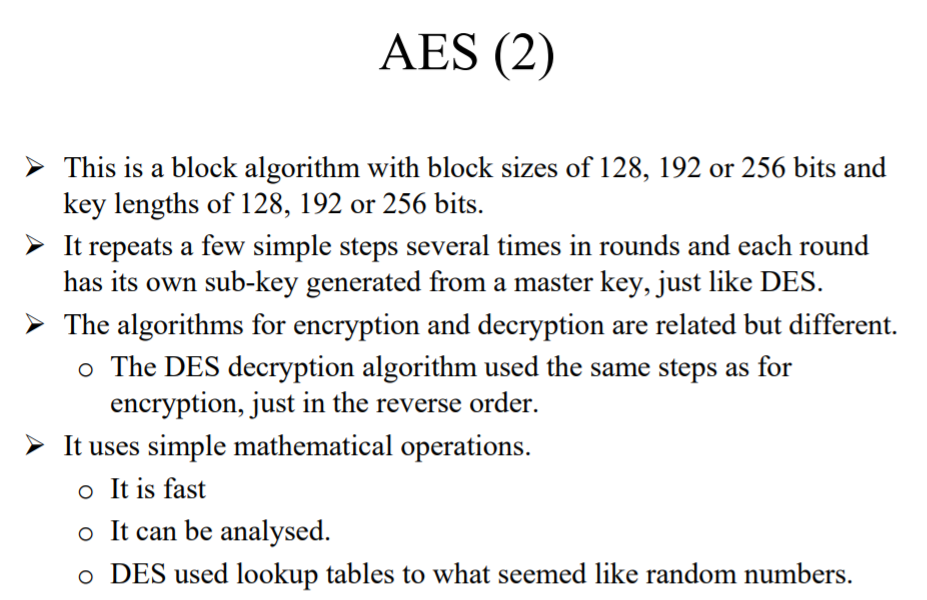 AES (2)
➢ This is a block algorithm with block sizes of 128, 192 or 256 bits and
key lengths of 128, 192 or 256 bits.
➢ It repeats a few simple steps several times in rounds and each round
has its own sub-key generated from a master key, just like DES.
➢ The algorithms for encryption and decryption are related but different.
o The DES decryption algorithm used the same steps as for
encryption, just in the reverse order.
➢ It uses simple mathematical operations.
o It is fast
o It can be analysed.
o DES used lookup tables to what seemed like random numbers.